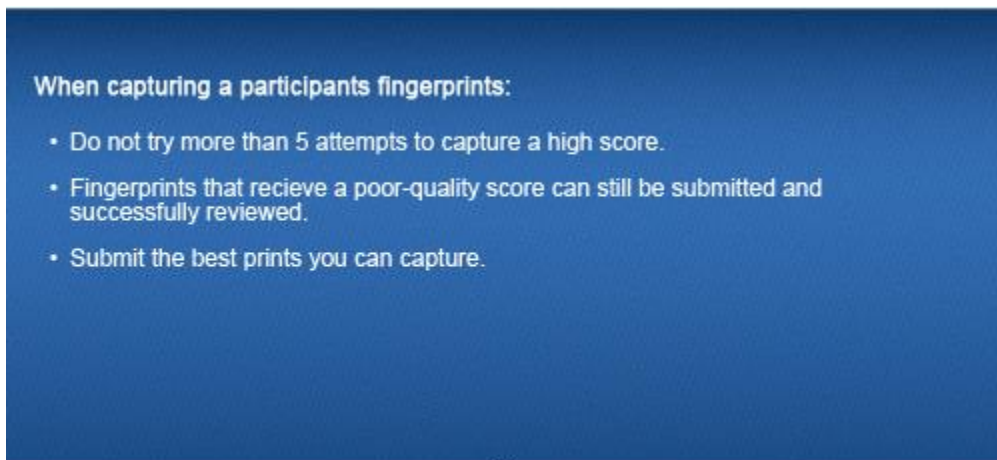 When capturing a participants fingerprints:
• Do not try more than 5 attempts to capture a high score.
• Fingerprints that recieve a poor-quality score can still be submitted and
successfully reviewed.
• Submit the best prints you can capture.